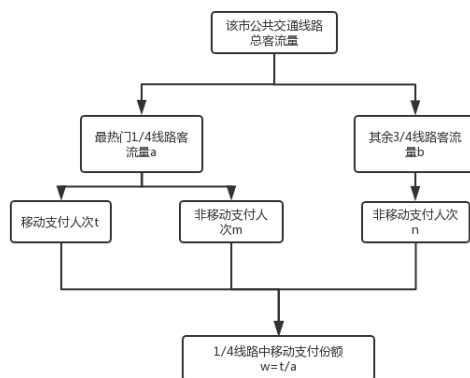 该市公共交通线路
总客流量
最热门1/4线路客
流量a
其余3/4线路客流
量b
移动支付人次t
非移动支付人
次m
非移动支付人次
n
1/4线路中移动支付份额
w=t/a